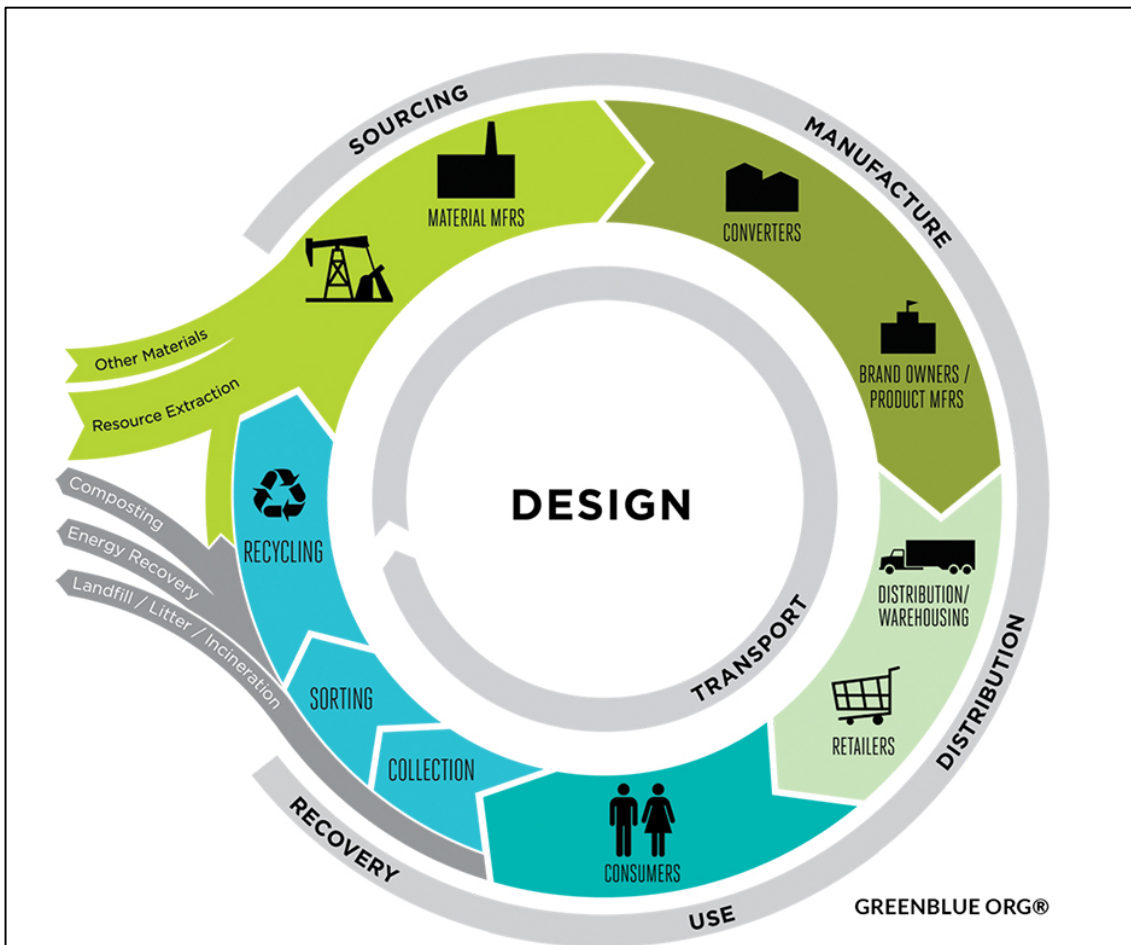 SOURCING
MANUFACTURE
MATERIAL MFRS
CONVERTERS
Other Materials
Resource Extraction
BRAND OWNERS /
PRODUCT MFRS
Composting
Energy Recovery
Landfill / Litter / Incineration
RECYCLING
DESIGN
DISTRIBUTION/
WAREHOUSING
TRANSPORT
DISTRIBUTION
SORTING
RETAILERS
COLLECTION
RECOVERY
CONSUMERS
USE
GREENBLUE ORG®